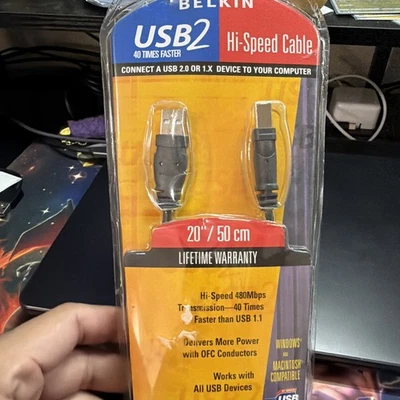 BELKIN
USB2
40 TIMES FASTER
Hi-Speed Cable
CONNECT A USB 2.0 OR 1.X DEVICE TO YOUR COMPUTER
20"/50 cm
LIFETIME WARRANTY
Hi-Speed 480Mbps
Transmission—40 Times
Faster than USB 1.1
Delivers More Power
with OFC Conductors
Works with
All USB Devices
WINDOWS®
AND
MACINTOSH®
COMPATIBLE
USB